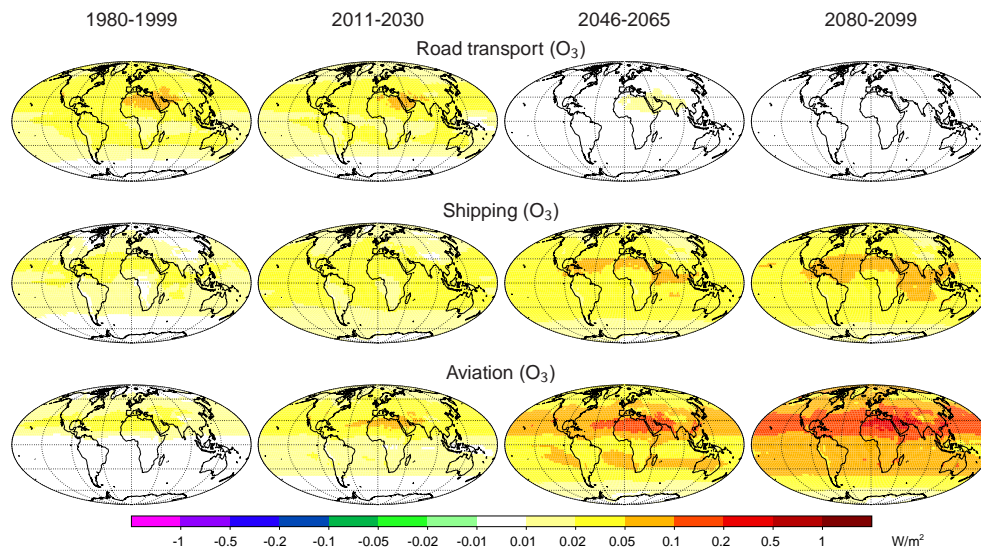 1980-1999 2011-2030 2046-2065 2080-2099
Road transport (O₃)
Shipping (O₃)
Aviation (O₃)
-1 -0.5 -0.2 -0.1 -0.05 -0.02 -0.01 0.01 0.02 0.05 0.1 0.2 0.5 1 W/m²